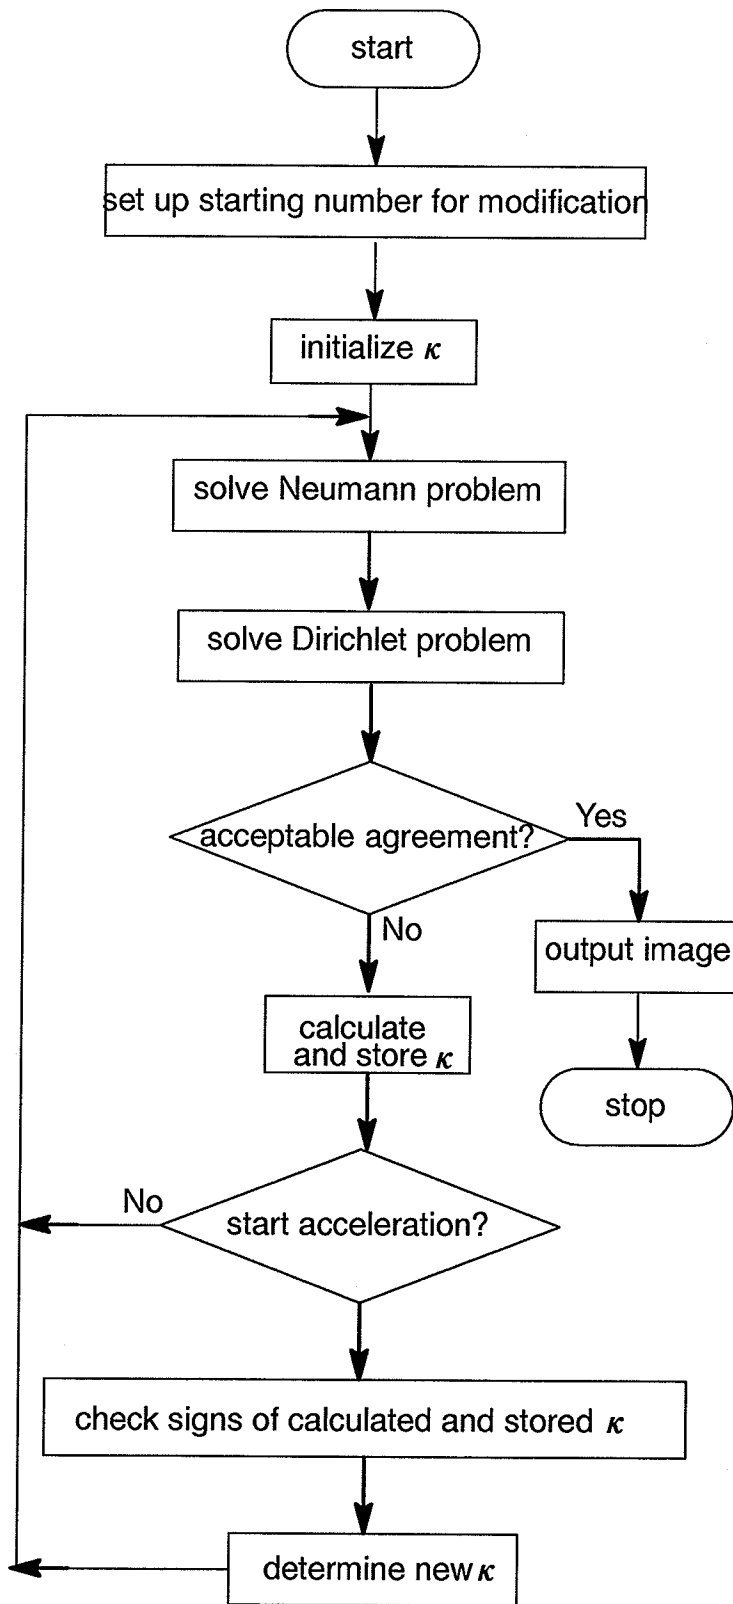 start
set up starting number for modification
initialize κ
solve Neumann problem
solve Dirichlet problem
acceptable agreement?
Yes
No
output image
calculate
and store κ
stop
No
start acceleration?
check signs of calculated and stored κ
determine new κ